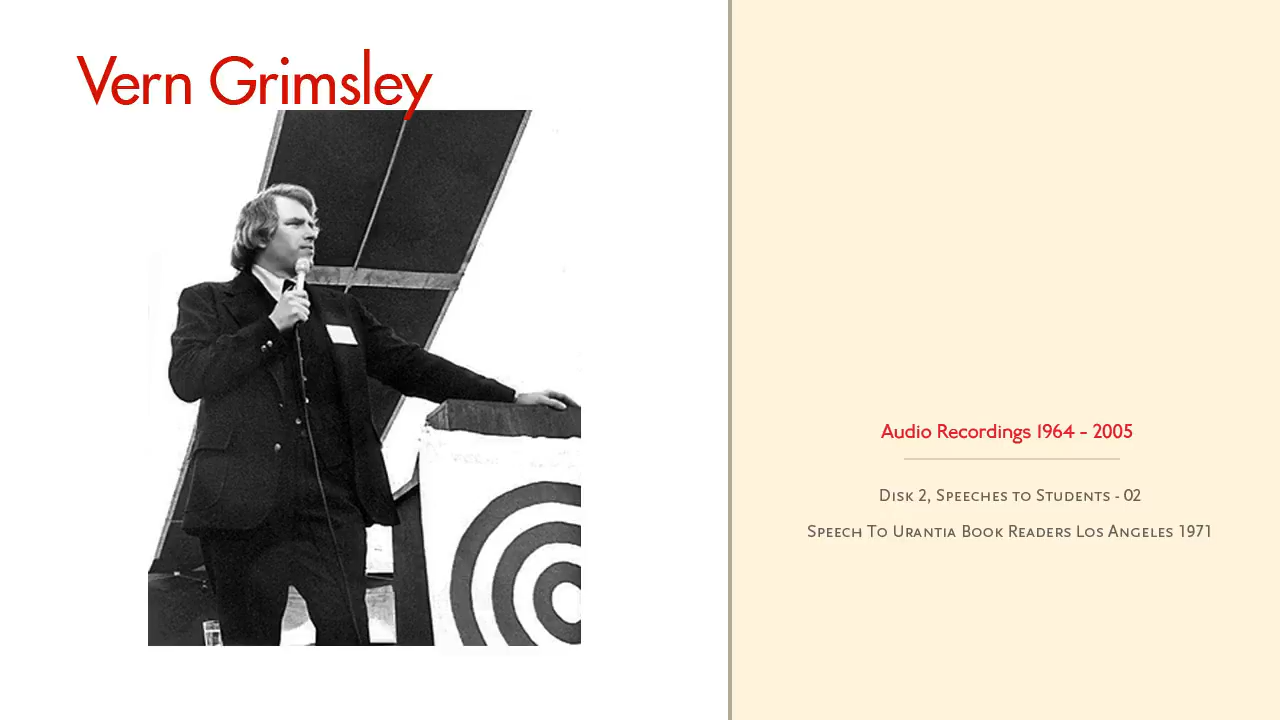 Vern Grimsley
Audio Recordings 1964 - 2005
Disk 2, Speeches to Students - 02
Speech To Urantia Book Readers Los Angeles 1971